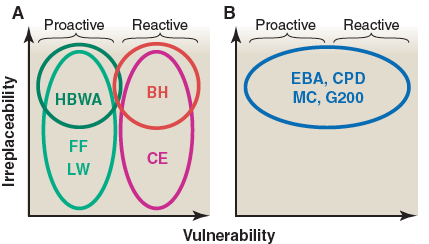 A
Proactive Reactive
HBWA
BH
FF
LW
CE
Irreplaceability
B
Proactive Reactive
EBA, CPD
MC, G200
Vulnerability